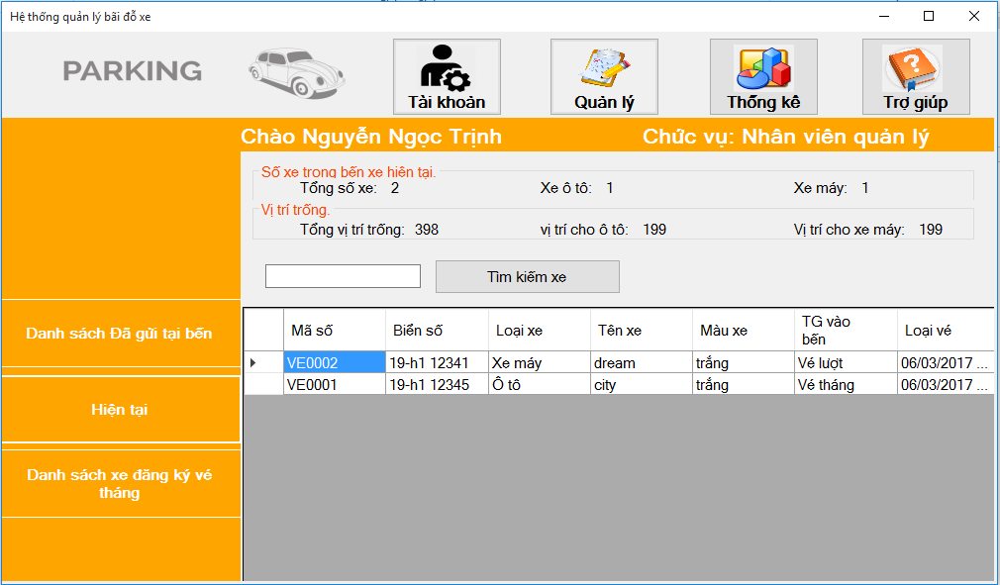 Hệ thống quản lý bãi đỗ xe
PARKING
Tài khoản
Quản lý
Thống kê
Trợ giúp
Chào Nguyễn Ngọc Trịnh
Chức vụ: Nhân viên quản lý
Số xe trong bến xe hiện tại.
Tổng số xe: 2
Xe ô tô: 1
Xe máy: 1
Vị trí trống.
Tổng vị trí trống: 398
vị trí cho ô tô: 199
Vị trí cho xe máy: 199
Tìm kiếm xe
Danh sách Đã gửi tại bến
Hiện tại
Danh sách xe đăng ký vé
tháng
Mã số Biển số Loại xe Tên xe Màu xe TG vào Loại vé
bến
VE0002 19-h1 12341 Xe máy dream trắng Vé lượt 06/03/2017 ...
VE0001 19-h1 12345 Ô tô city trắng Vé tháng 06/03/2017 ...